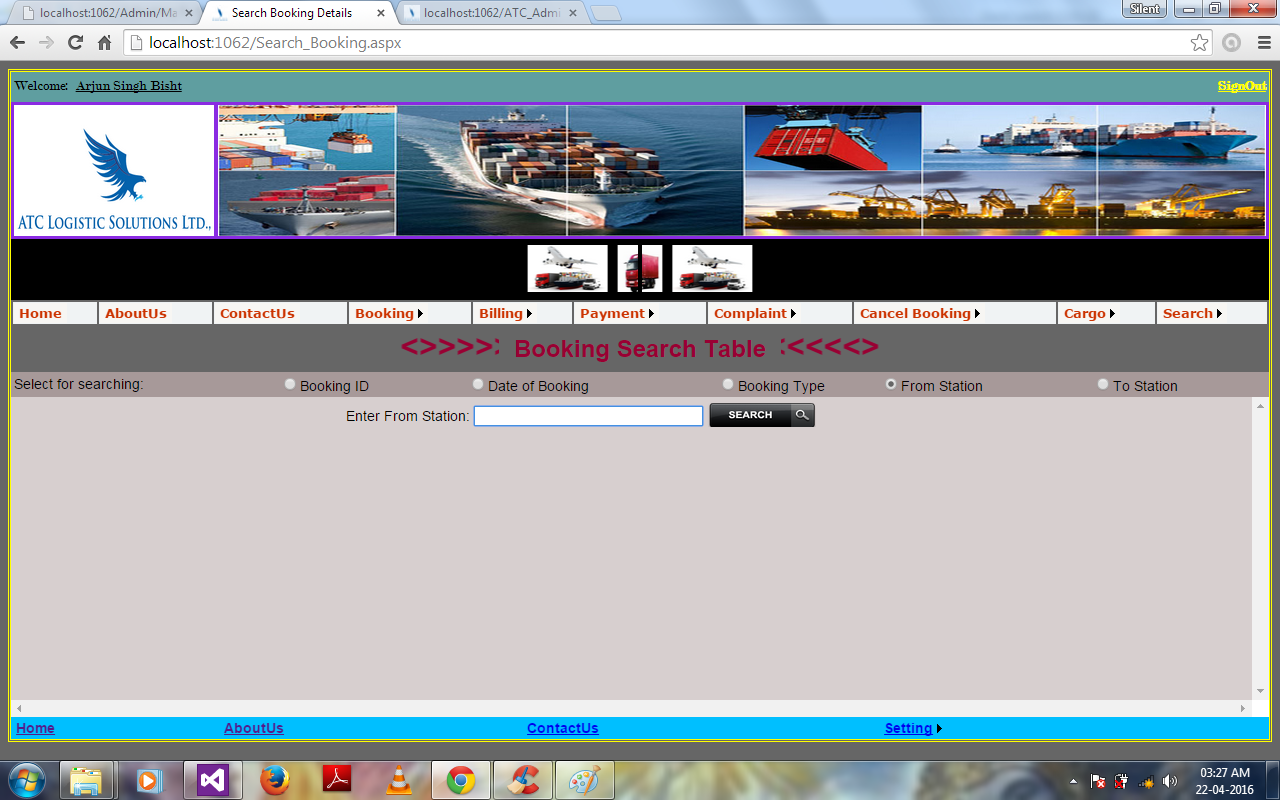 localhost:1062/Admin/Ma
Search Booking Details
localhost:1062/ATC_Admi
Silent
localhost:1062/Search_Booking.aspx
Welcome: Arjun Singh Bisht
SignOut
ATC LOGISTIC SOLUTIONS LTD.,
Home AboutUs ContactUs Booking Billing Payment Complaint Cancel Booking Cargo Search
<>>>>: Booking Search Table :<<<<>
Select for searching: Booking ID Date of Booking Booking Type From Station To Station
Enter From Station: SEARCH
Home AboutUs ContactUs Setting
03:27 AM
22-04-2016